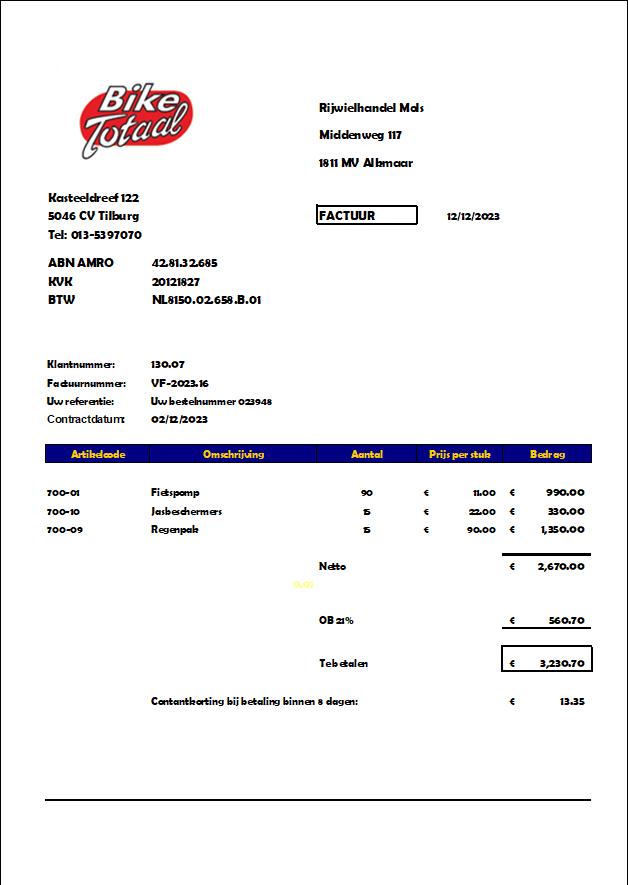 Bike
Totaal
Rijwielhandel Mols
Middenweg 117
1811 MV Alkmaar
Kasteeldreef 122
5046 CV Tilburg
Tel: 013-5397070
FACTUUR 12/12/2023
ABN AMRO 42.81.32.685
KVK 20121827
BTW NL8150.02.658.B.01
Klantnummer: 130.07
Factuurnummer: VF-2023.16
Uw referentie: Uw bestelnummer 023948
Contractdatum: 02/12/2023
Artikelcode Omschrijving Aantal Prijs per stuk Bedrag
700-01 Fietspomp 90 € 11.00 € 990.00
700-10 Jasbeschermers 15 € 22.00 € 330.00
700-09 Regenpak 15 € 90.00 € 1,350.00
Netto € 2,670.00
OB 21% € 560.70
Te betalen € 3,230.70
Contantkorting bij betaling binnen 8 dagen: € 13.35